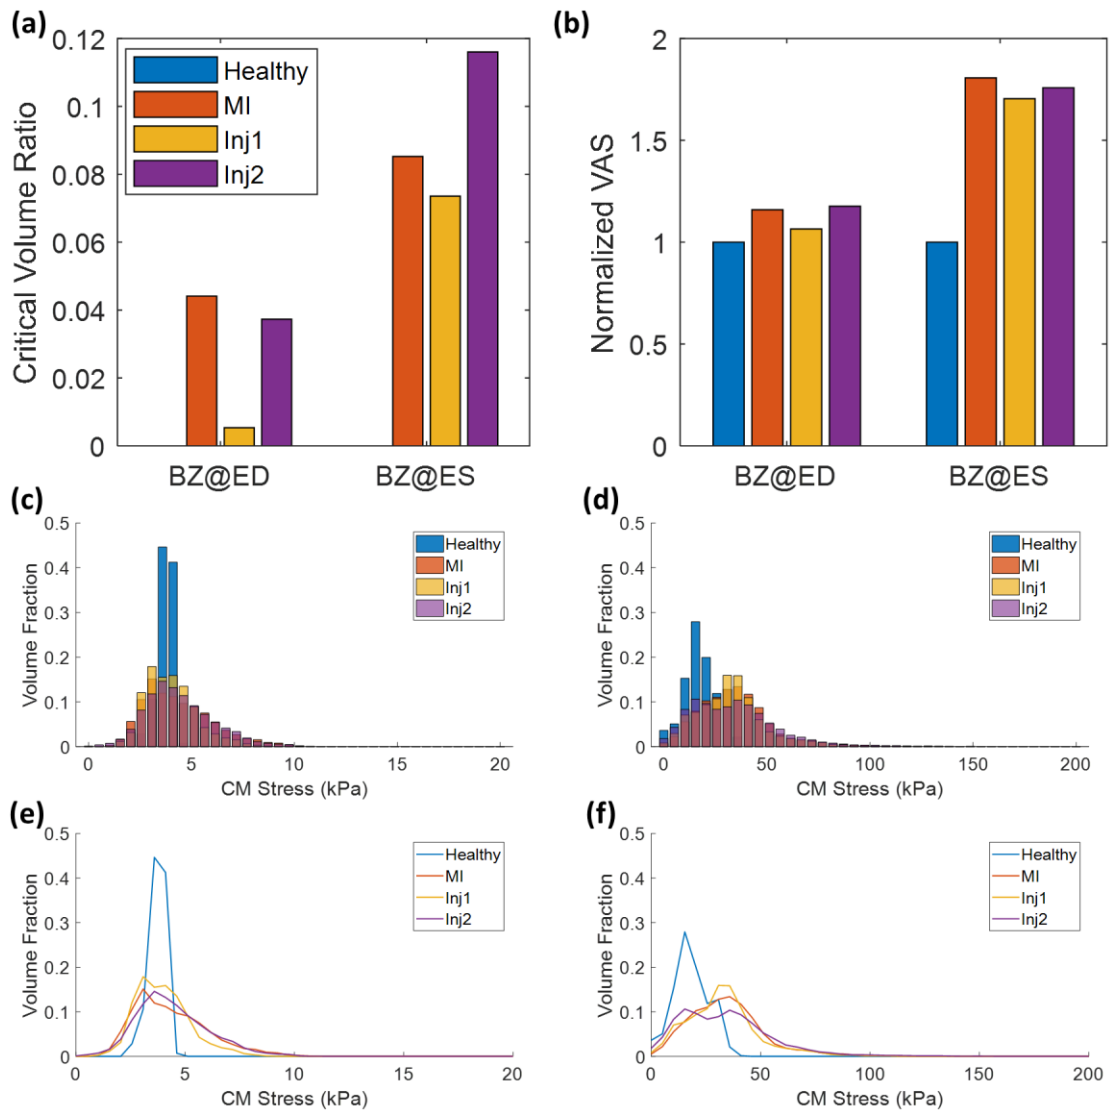 (a)
Critical Volume Ratio
0.12
0.1
0.08
0.06
0.04
0.02
0
Healthy
MI
Inj1
Inj2
BZ@ED
BZ@ES
(b)
Normalized VAS
2
1.5
1
0.5
0
BZ@ED
BZ@ES
(c)
Volume Fraction
0.5
0.4
0.3
0.2
0.1
0
Healthy
MI
Inj1
Inj2
0
5
10
15
20
CM Stress (kPa)
(d)
Volume Fraction
0.5
0.4
0.3
0.2
0.1
0
Healthy
MI
Inj1
Inj2
0
50
100
150
200
CM Stress (kPa)
(e)
Volume Fraction
0.5
0.4
0.3
0.2
0.1
0
Healthy
MI
Inj1
Inj2
0
5
10
15
20
CM Stress (kPa)
(f)
Volume Fraction
0.5
0.4
0.3
0.2
0.1
0
Healthy
MI
Inj1
Inj2
0
50
100
150
200
CM Stress (kPa)